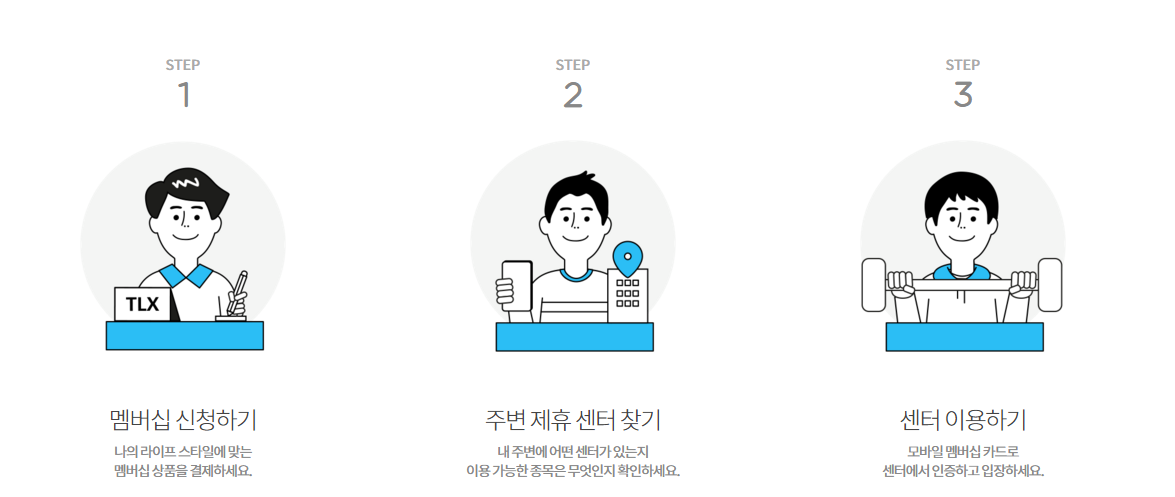 STEP
1
TLX
멤버십 신청하기
나의 라이프 스타일에 맞는
멤버십 상품을 결제하세요.
STEP
2
주변 제휴 센터 찾기
내 주변에 어떤 센터가 있는지
이용 가능한 종목은 무엇인지 확인하세요.
STEP
3
센터 이용하기
모바일 멤버십 카드로
센터에서 인증하고 입장하세요.